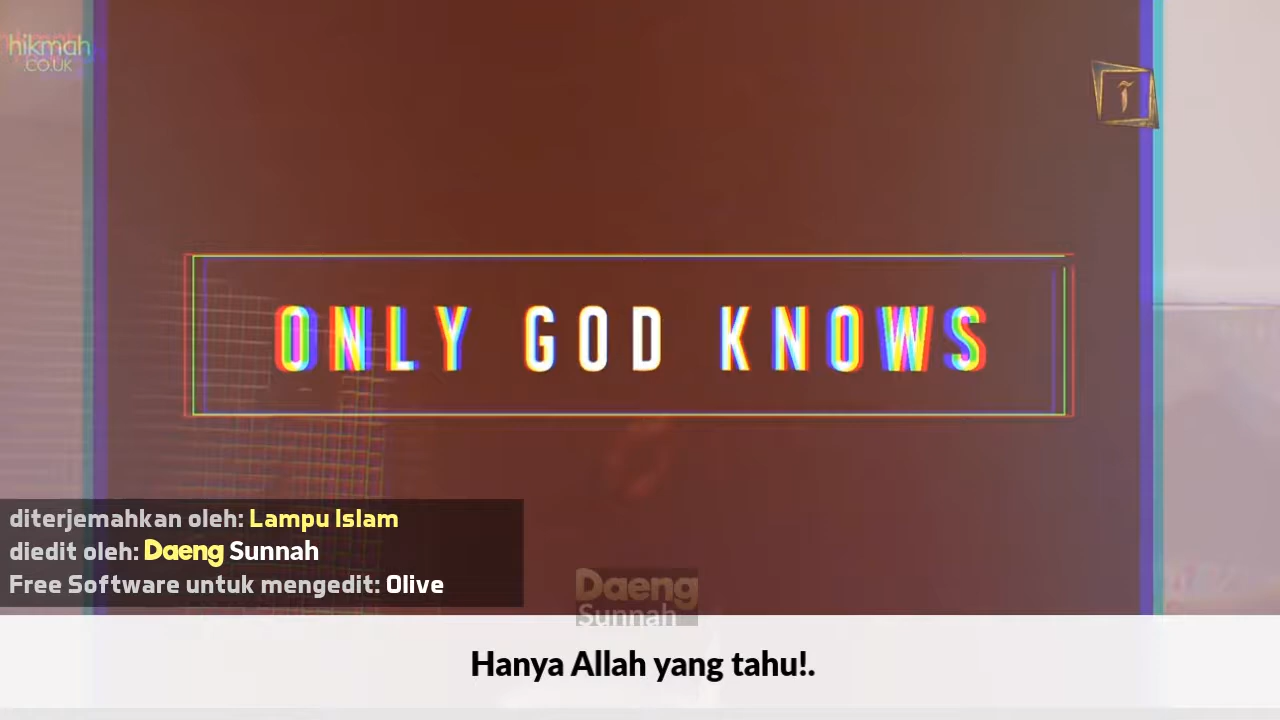 hikmah
.CO.UK
ONLY GOD KNOWS
diterjemahkan oleh: Lampu Islam
diedit oleh: Daeng Sunnah
Free Software untuk mengedit: Olive
Daeng
Sunnah
Hanya Allah yang tahu!.